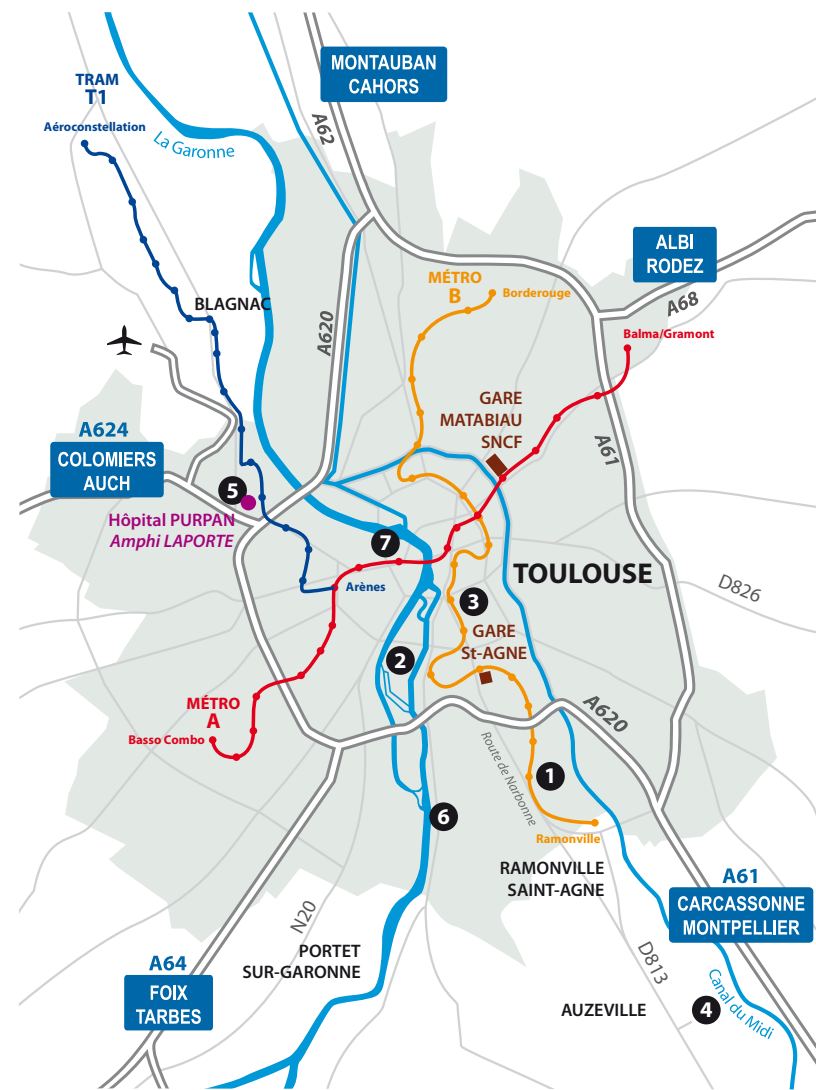 MONTAUBAN
CAHORS
TRAM
T1
Aéroconstellation
La Garonne
A62
ALBI
RODEZ
MÉTRO
B
Borderouge
A68
BLAGNAC
A620
Balma/Gramont
GARE
MATABIAU
SNCF
A624
COLOMIERS
AUCH
A61
5
Hôpital PURPAN
Amphi LAPORTE
7
TOULOUSE
D826
Arènes
3
GARE
St-AGNE
2
MÉTRO
A
Basso Combo
A620
Route de Narbonne
1
6
Ramonville
RAMONVILLE
SAINT-AGNE
A61
CARCASSONNE
MONTPELLIER
N20
PORTET
SUR-GARONNE
D813
A64
FOIX
TARBES
Canal du Midi
AUZEVILLE
4